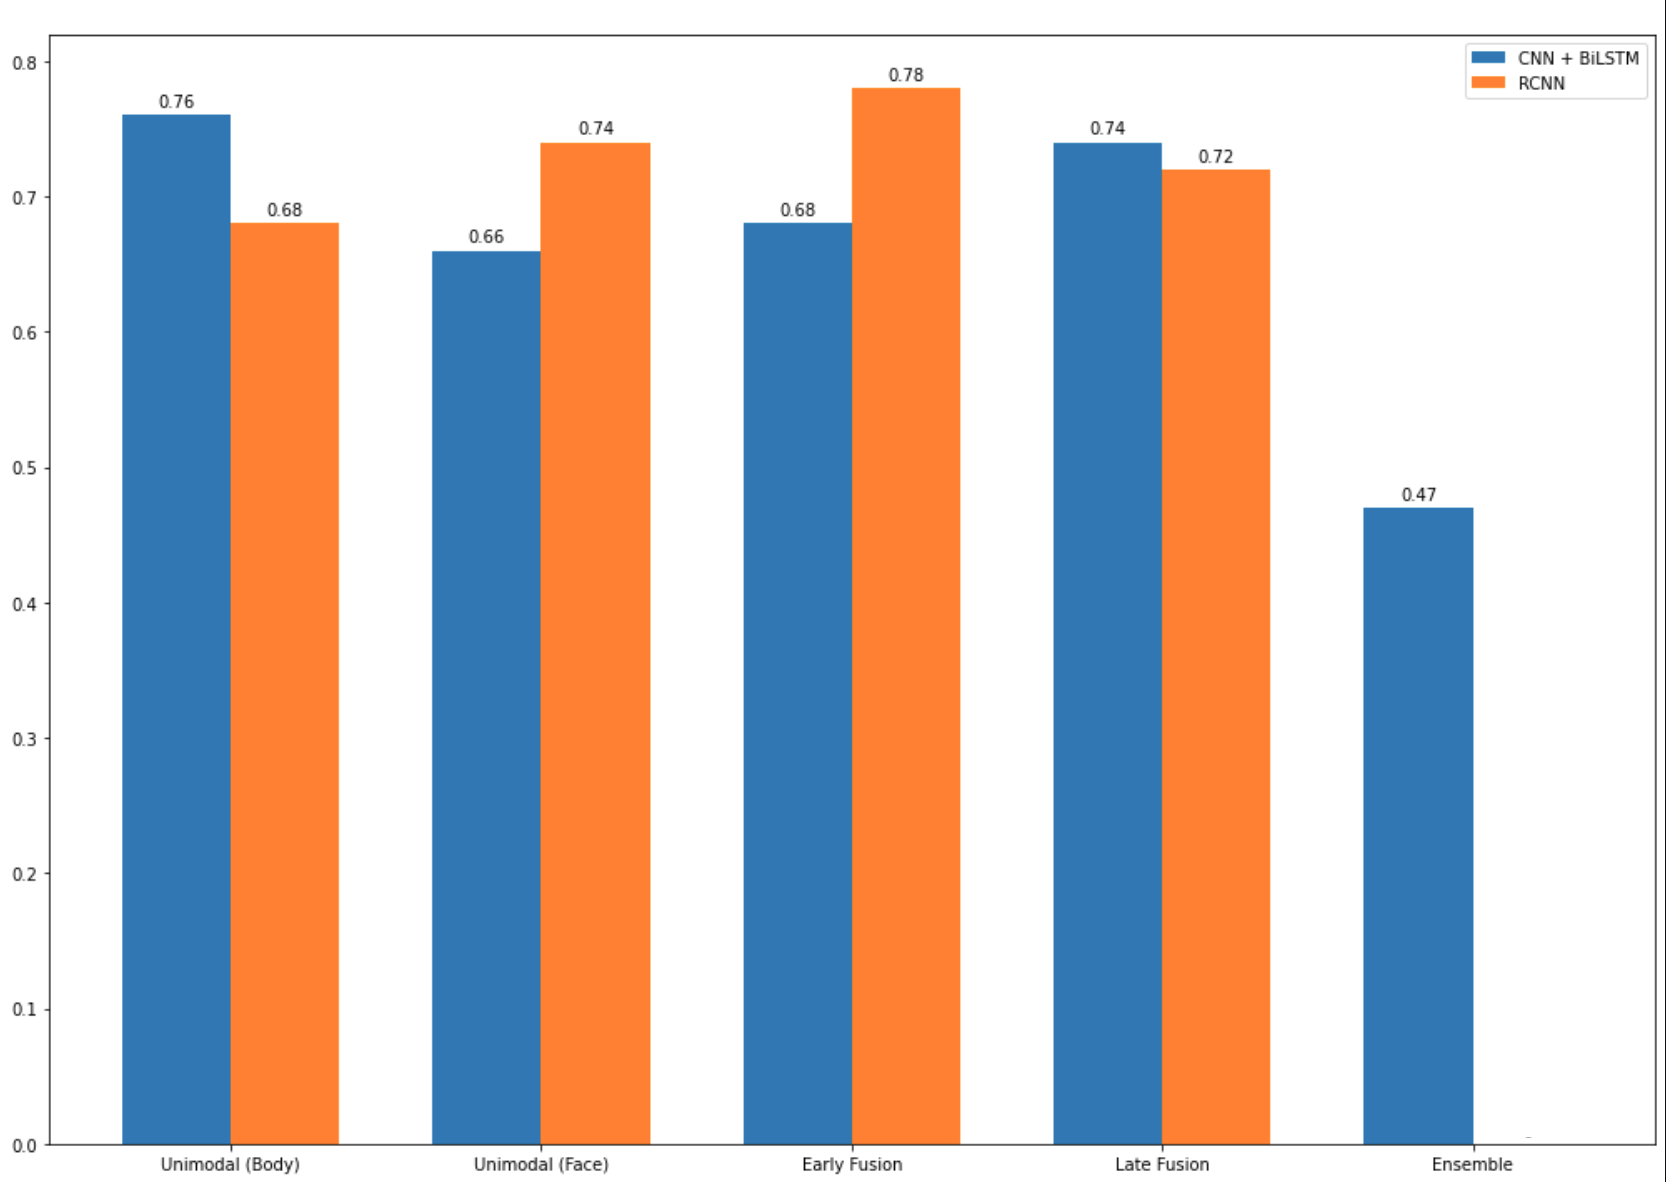 CNN + BiLSTM
RCNN
0.8
0.7
0.6
0.5
0.4
0.3
0.2
0.1
0.0
0.76
0.68
0.66
0.74
0.68
0.78
0.74
0.72
0.47
Unimodal (Body)
Unimodal (Face)
Early Fusion
Late Fusion
Ensemble